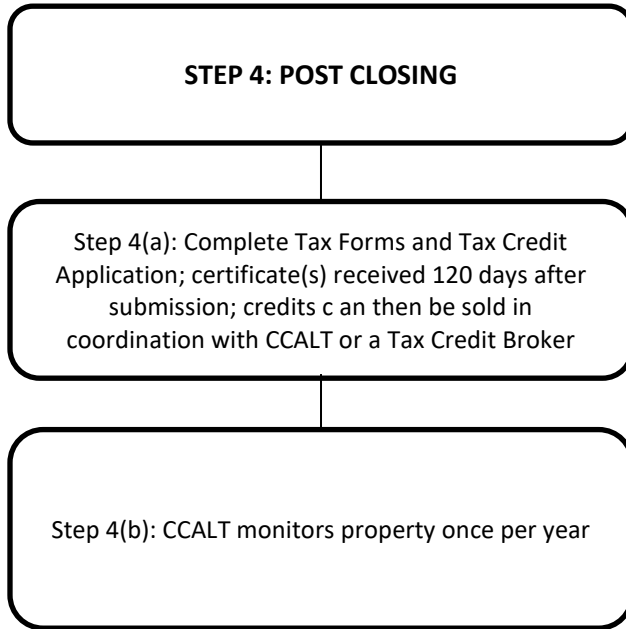 STEP 4: POST CLOSING
Step 4(a): Complete Tax Forms and Tax Credit
Application; certificate(s) received 120 days after
submission; credits c an then be sold in
coordination with CCALT or a Tax Credit Broker
Step 4(b): CCALT monitors property once per year